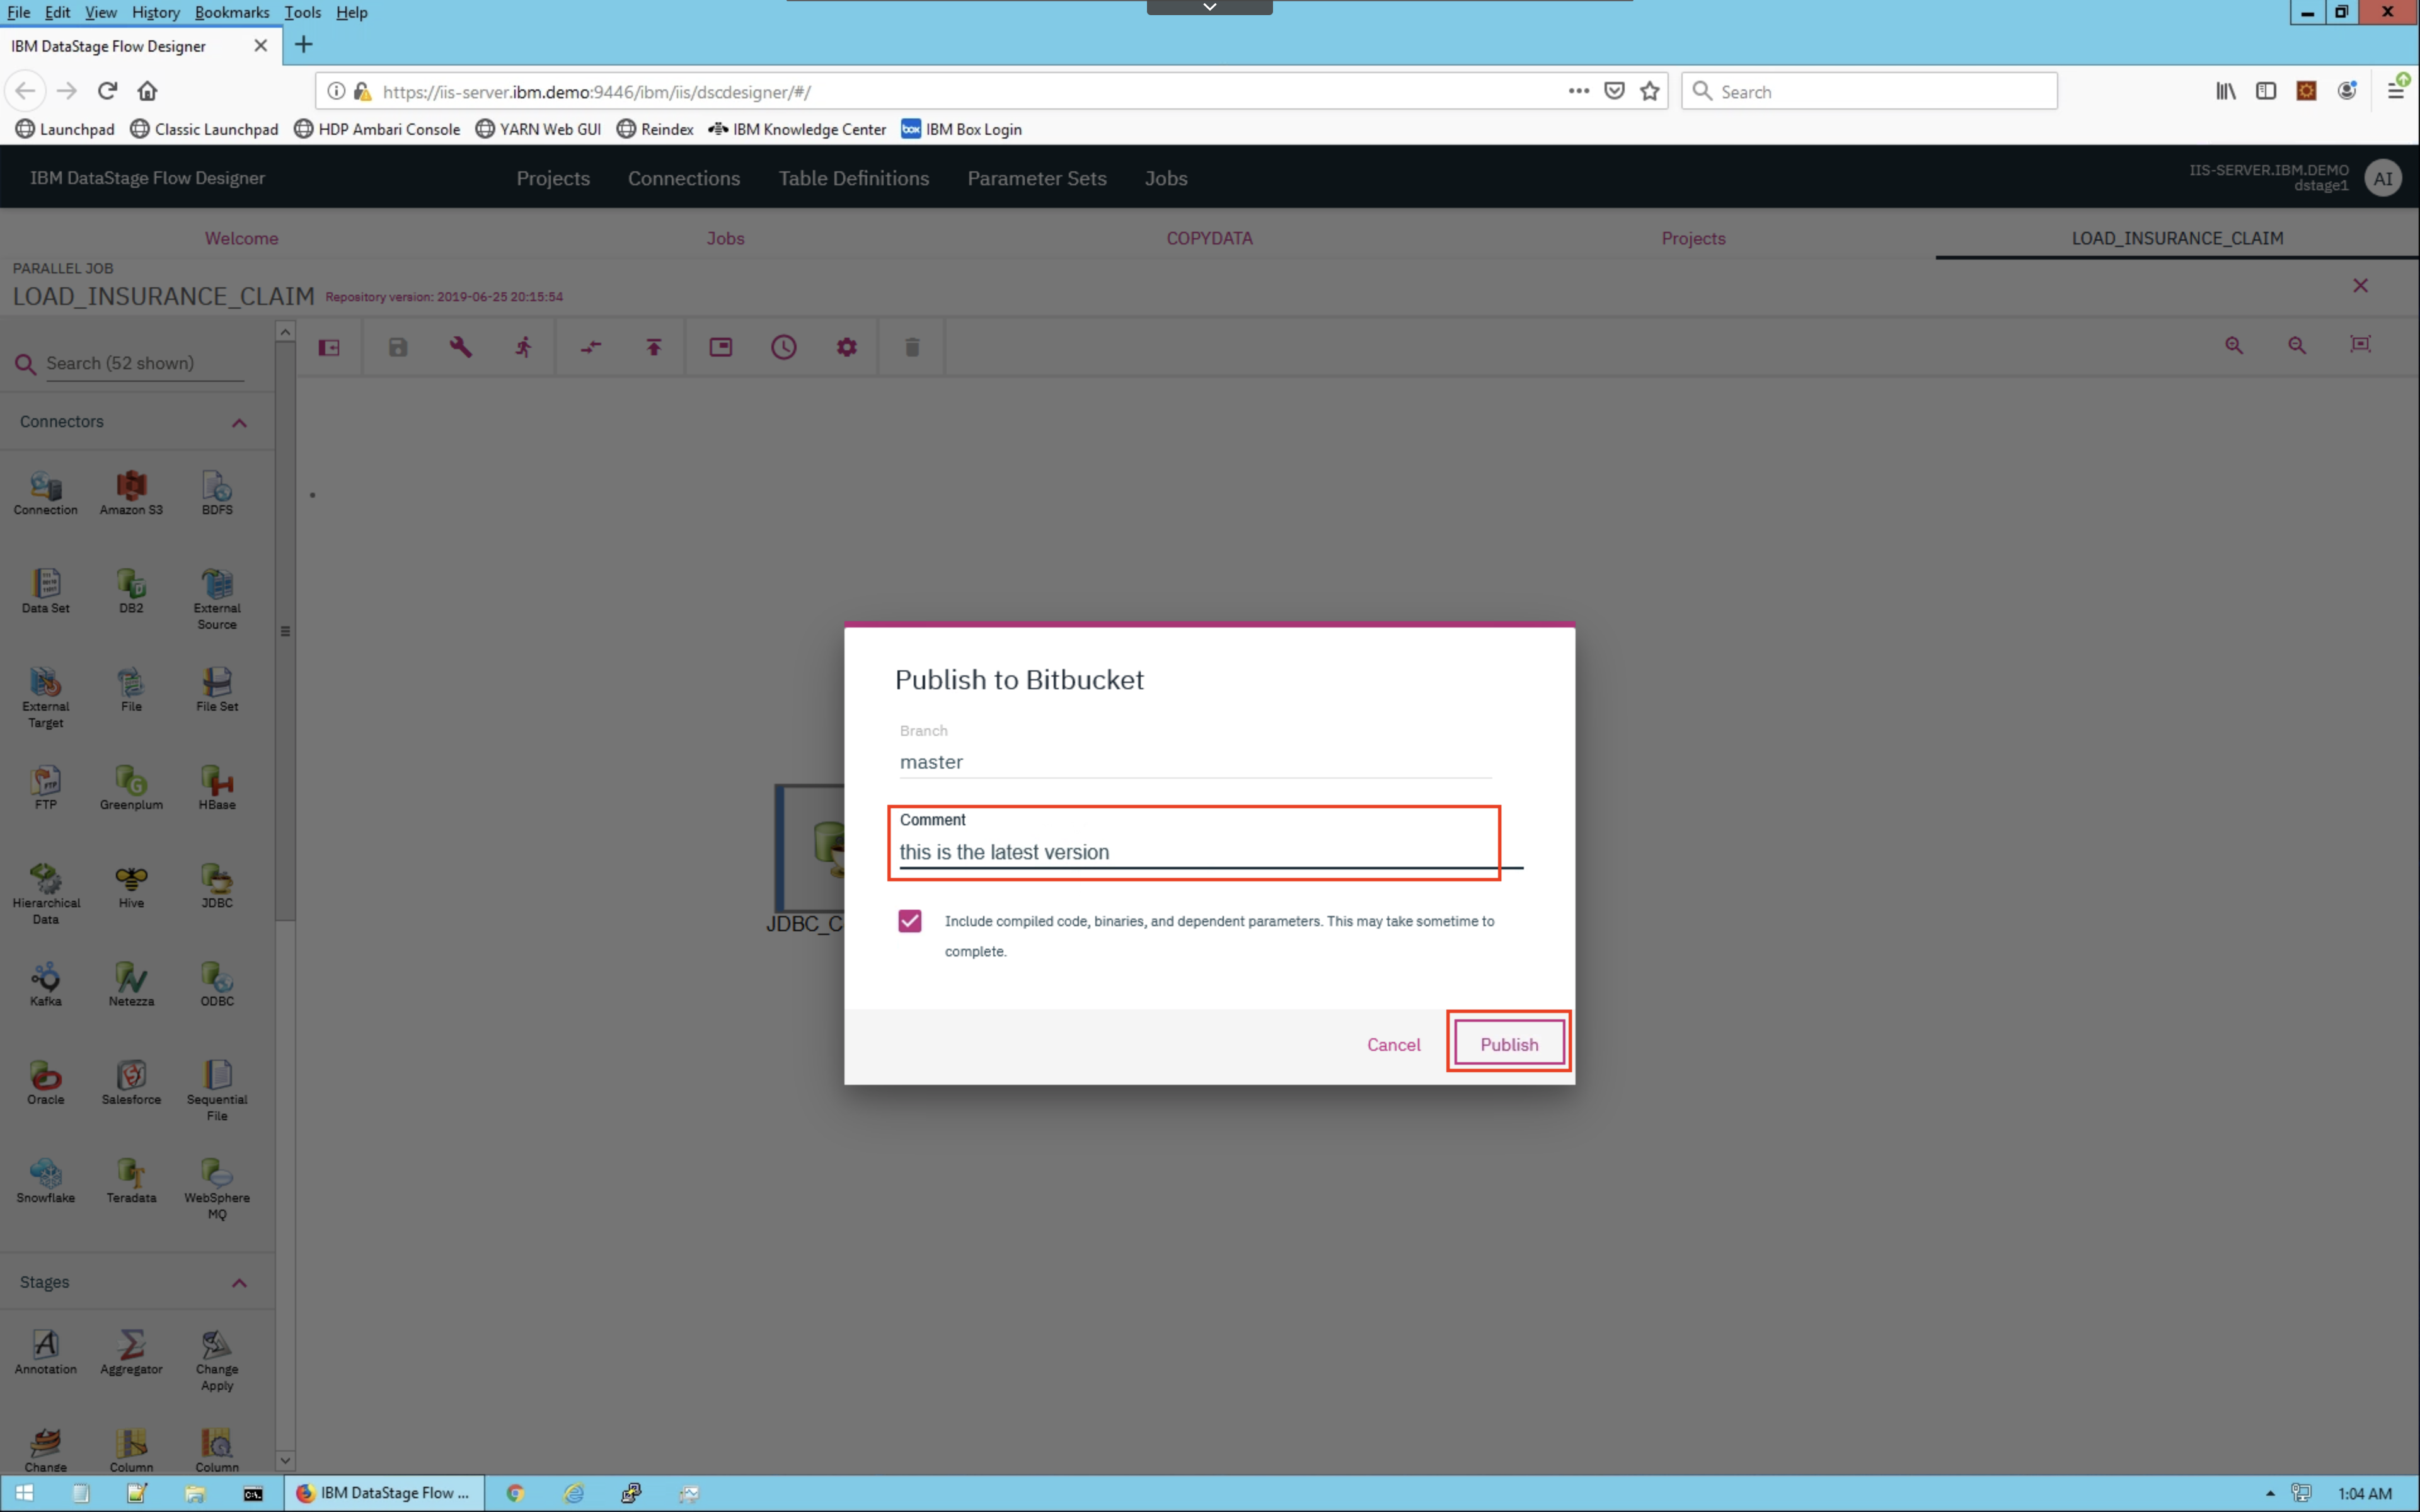 File Edit View History Bookmarks Tools Help
IBM DataStage Flow Designer
https://iis-server.ibm.demo:9446/ibm/iis/dscdesigner/#/
Search
Launchpad Classic Launchpad HDP Ambari Console YARN Web GUI Reindex IBM Knowledge Center box IBM Box Login
IBM DataStage Flow Designer Projects Connections Table Definitions Parameter Sets Jobs
IIS-SERVER.IBM.DEMO
dstage1
AI
Welcome Jobs COPYDATA Projects LOAD_INSURANCE_CLAIM
PARALLEL JOB
LOAD_INSURANCE_CLAIM Repository version: 2019-06-25 20:15:54
Search (52 shown)
Connectors
Connection Amazon S3 BDFS
Data Set DB2 External
Source
External File File Set
Target
FTP Greenplum HBase
Hierarchical Hive JDBC
Data
Kafka Netezza ODBC
Oracle Salesforce Sequential
File
Snowflake Teradata WebSphere
MQ
Stages
Annotation Aggregator Change
Apply
Change Column Column
JDBC_C
Publish to Bitbucket
Branch
master
Comment
this is the latest version
Include compiled code, binaries, and dependent parameters. This may take sometime to
complete.
Cancel Publish
IBM DataStage Flow ...
1:04 AM